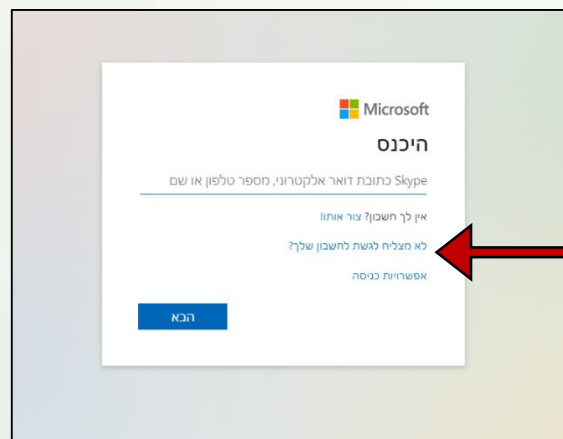 Microsoft
היכנס
כתובת דואר אלקטרוני, מספר טלפון או שם Skype
אין לך חשבון? צור אותו!
לא מצליח לגשת לחשבון שלך?
אפשרויות כניסה
הבא